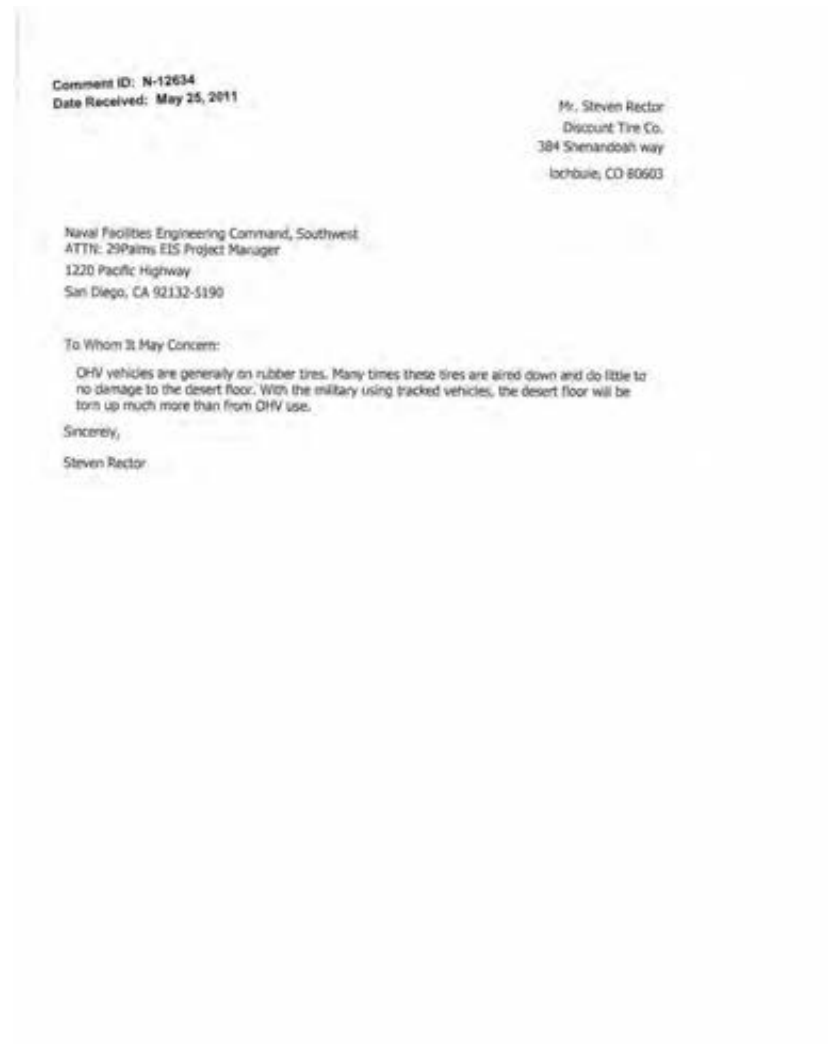 Comment ID: N-12634
Date Received: May 25, 2011
Mr. Steven Rector
Discount Tire Co.
384 Shenandoah way
lochbuie, CO 80603
Naval Facilities Engineering Command, Southwest
ATTN: 29Palms EIS Project Manager
1220 Pacific Highway
San Diego, CA 92132-5190
To Whom It May Concern:
OHV vehicles are generally on rubber tires. Many times these tires are aired down and do little to
no damage to the desert floor. With the military using tracked vehicles, the desert floor will be
torn up much more than from OHV use.
Sincerely,
Steven Rector